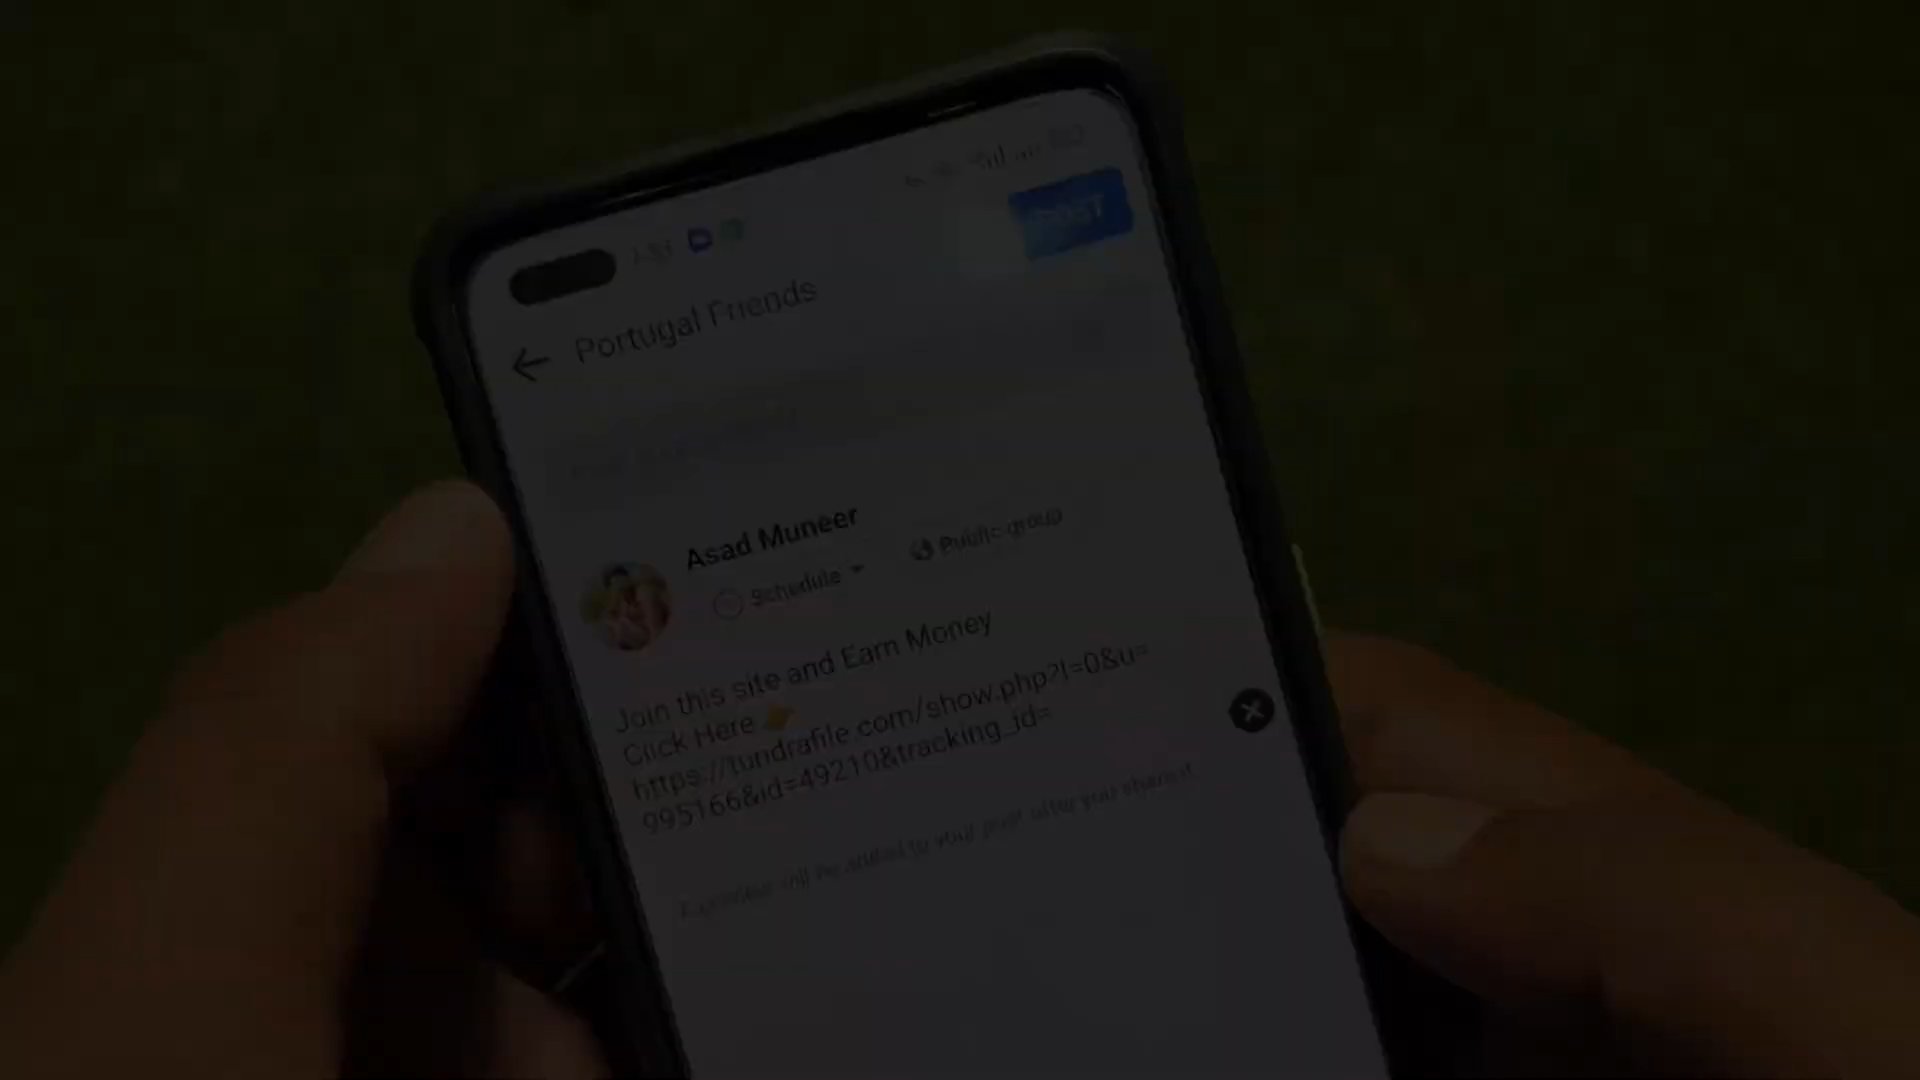 POST
Portugal Friends
Asad Muneer
Schedule
Public group
Join this site and Earn Money
Click Here
https://tundrafile.com/show.php?l=0&u=
995166&id=49210&tracking_id=